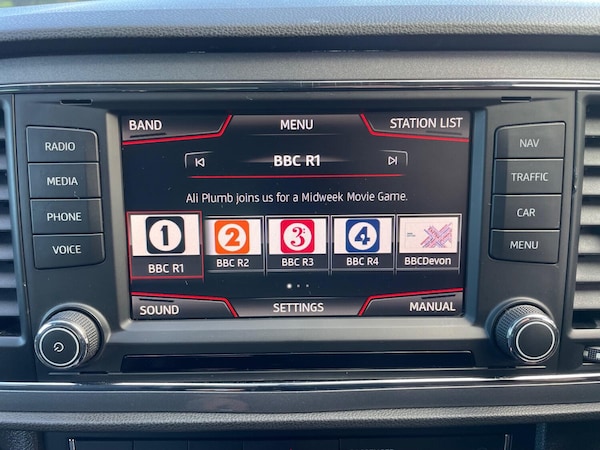 RADIO
MEDIA
PHONE
VOICE
BAND
MENU
STATION LIST
BBC R1
Ali Plumb joins us for a Midweek Movie Game.
1
2
3
4
BBC R1
BBC R2
BBC R3
BBC R4
BBCDevon
SOUND
SETTINGS
MANUAL
NAV
TRAFFIC
CAR
MENU